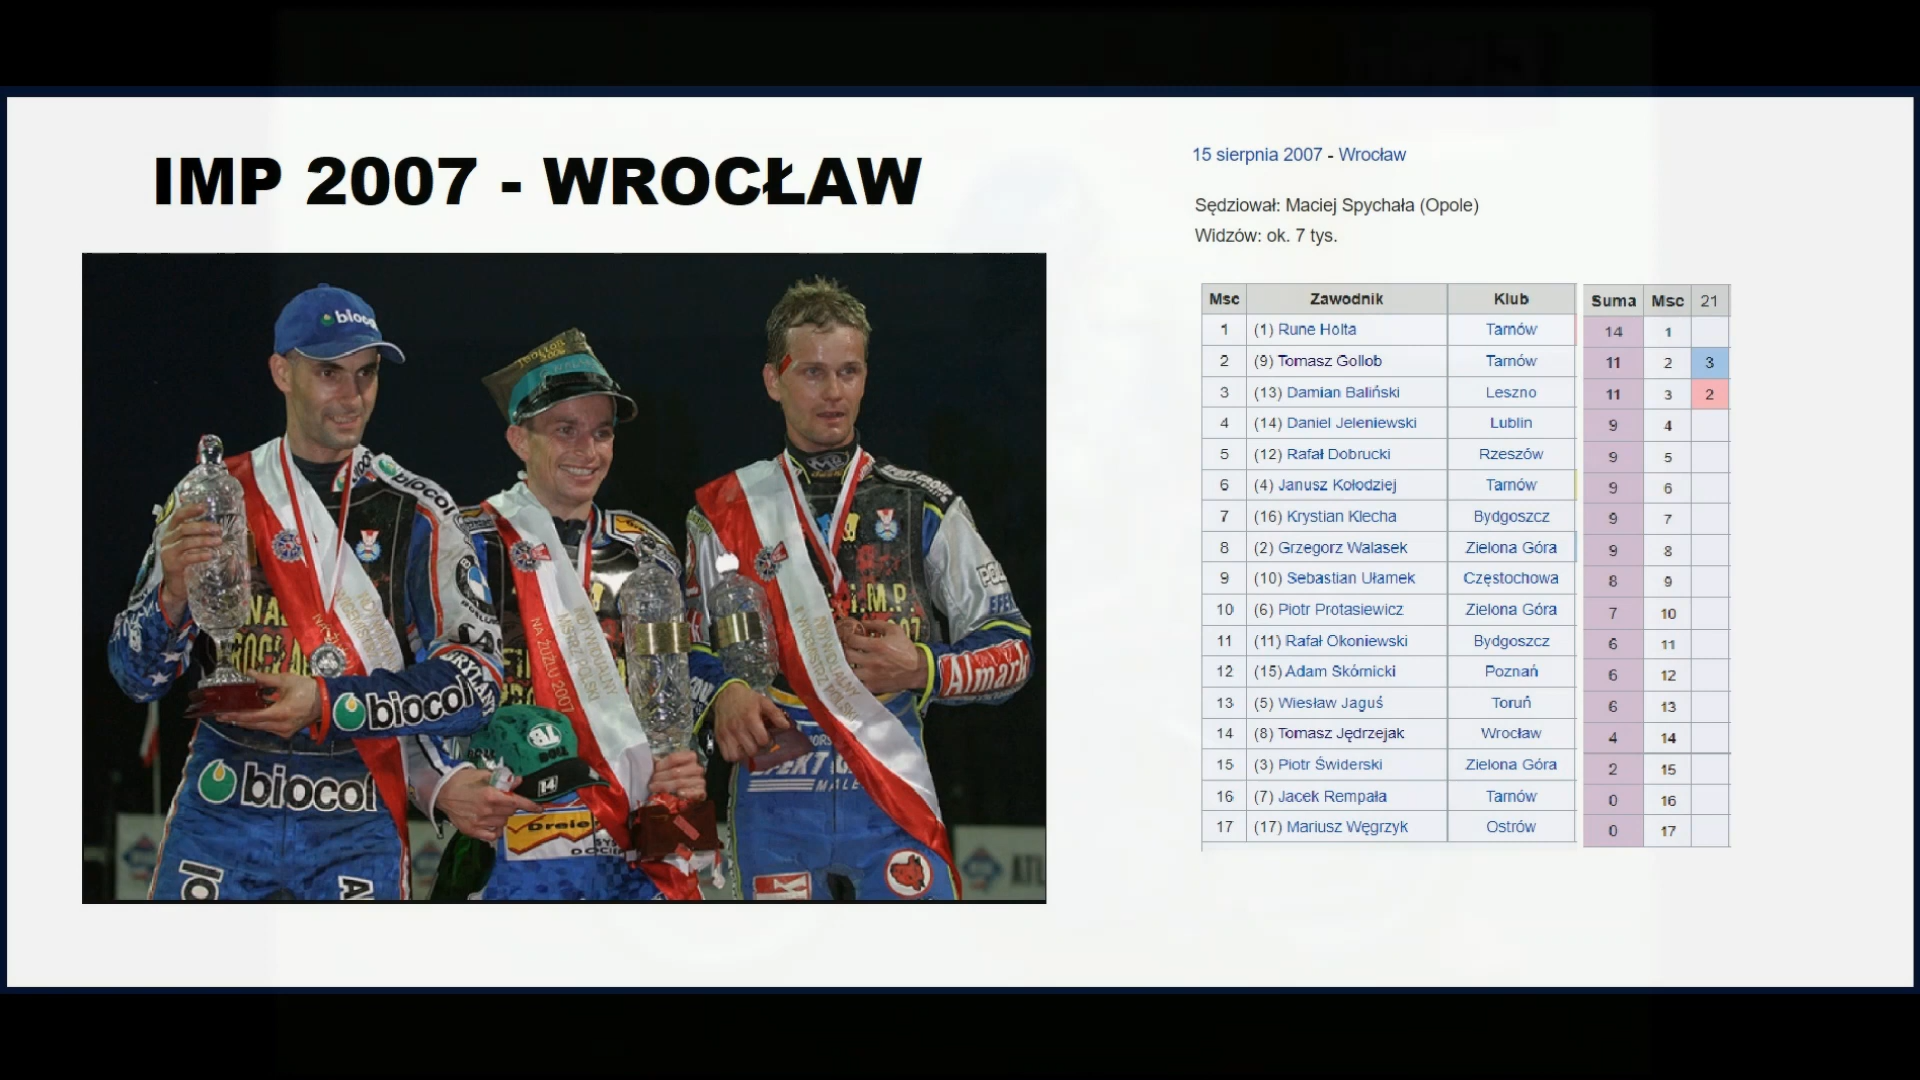 IMP 2007 - WROCŁAW
15 sierpnia 2007 - Wrocław
Sędziował: Maciej Spychała (Opole)
Widzów: ok. 7 tys.
Msc Zawodnik Klub Suma Msc 21
1 (1) Rune Holta Tarnów 14 1
2 (9) Tomasz Gollob Tarnów 11 2 3
3 (13) Damian Baliński Leszno 11 3 2
4 (14) Daniel Jeleniewski Lublin 9 4
5 (12) Rafał Dobrucki Rzeszów 9 5
6 (4) Janusz Kołodziej Tarnów 9 6
7 (16) Krystian Klecha Bydgoszcz 9 7
8 (2) Grzegorz Walasek Zielona Góra 9 8
9 (10) Sebastian Ułamek Częstochowa 8 9
10 (6) Piotr Protasiewicz Zielona Góra 7 10
11 (11) Rafał Okoniewski Bydgoszcz 6 11
12 (15) Adam Skórnicki Poznań 6 12
13 (5) Wiesław Jaguś Toruń 6 13
14 (8) Tomasz Jędrzejak Wrocław 4 14
15 (3) Piotr Świderski Zielona Góra 2 15
16 (7) Jacek Rempała Tarnów 0 16
17 (17) Mariusz Węgrzyk Ostrów 0 17
biocol
biocol
biocol
NA ŻUŻLU 2007
I.M.P.
Almark
14